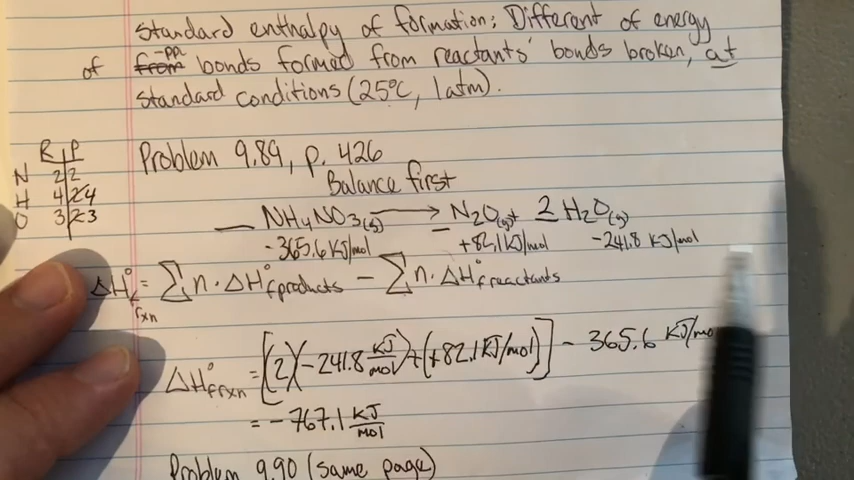 Standard enthalpy of formation: Different of energy
of from -PR bonds formed from reactants' bonds broken, at
standard conditions (25°C, 1atm).
Problem 9.89, p. 426
Balance first
R P
N 2 2
H 4 2 4
O 3 2 3
_ NH4NO3(s) → _ N2O(g) + 2 H2O(g)
-365.6 KJ/mol +82.1 KJ/mol -241.8 KJ/mol
ΔH°f rxn = Σ n · ΔH°f products - Σ n · ΔH°f reactants
ΔH°f rxn = [(2)(-241.8 KJ/mol) + (+82.1 KJ/mol)] - 365.6 KJ/mo
= -767.1 KJ/mol
Problem 9.90 (same page)